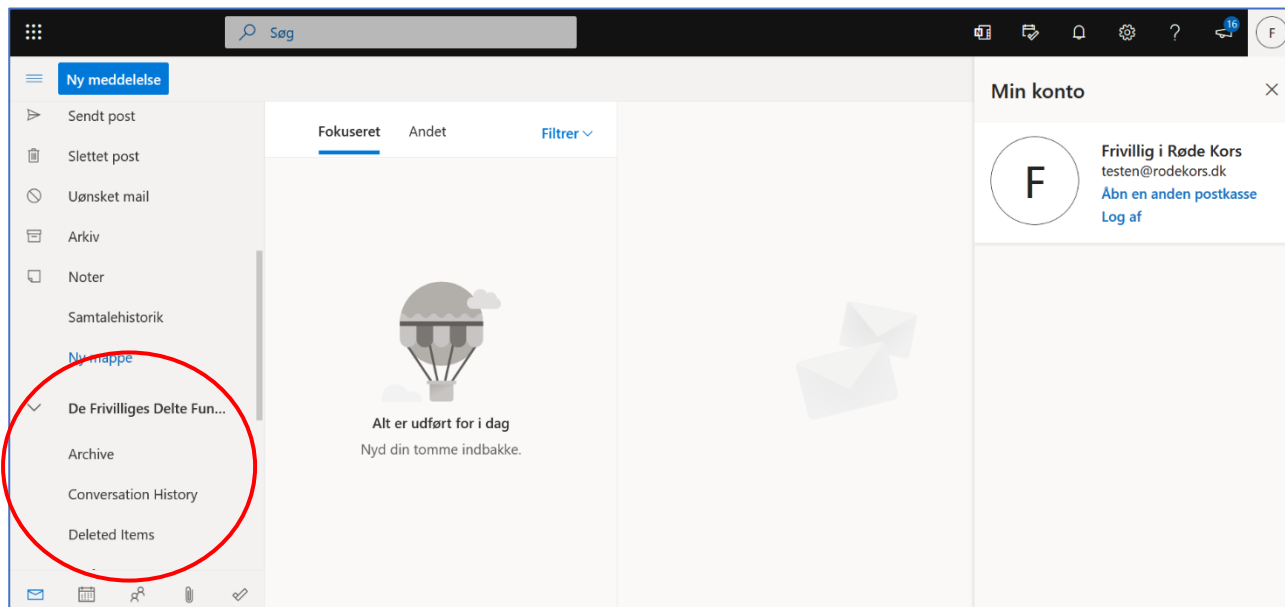 Søg
16
F
Ny meddelelse
Sendt post
Slettet post
Uønsket mail
Arkiv
Noter
Samtalehistorik
Ny mappe
De Frivilliges Delte Fun...
Archive
Conversation History
Deleted Items
Fokuseret Andet Filtrer
Alt er udført for i dag
Nyd din tomme indbakke.
Min konto
F
Frivillig i Røde Kors
testen@rodekors.dk
Åbn en anden postkasse
Log af